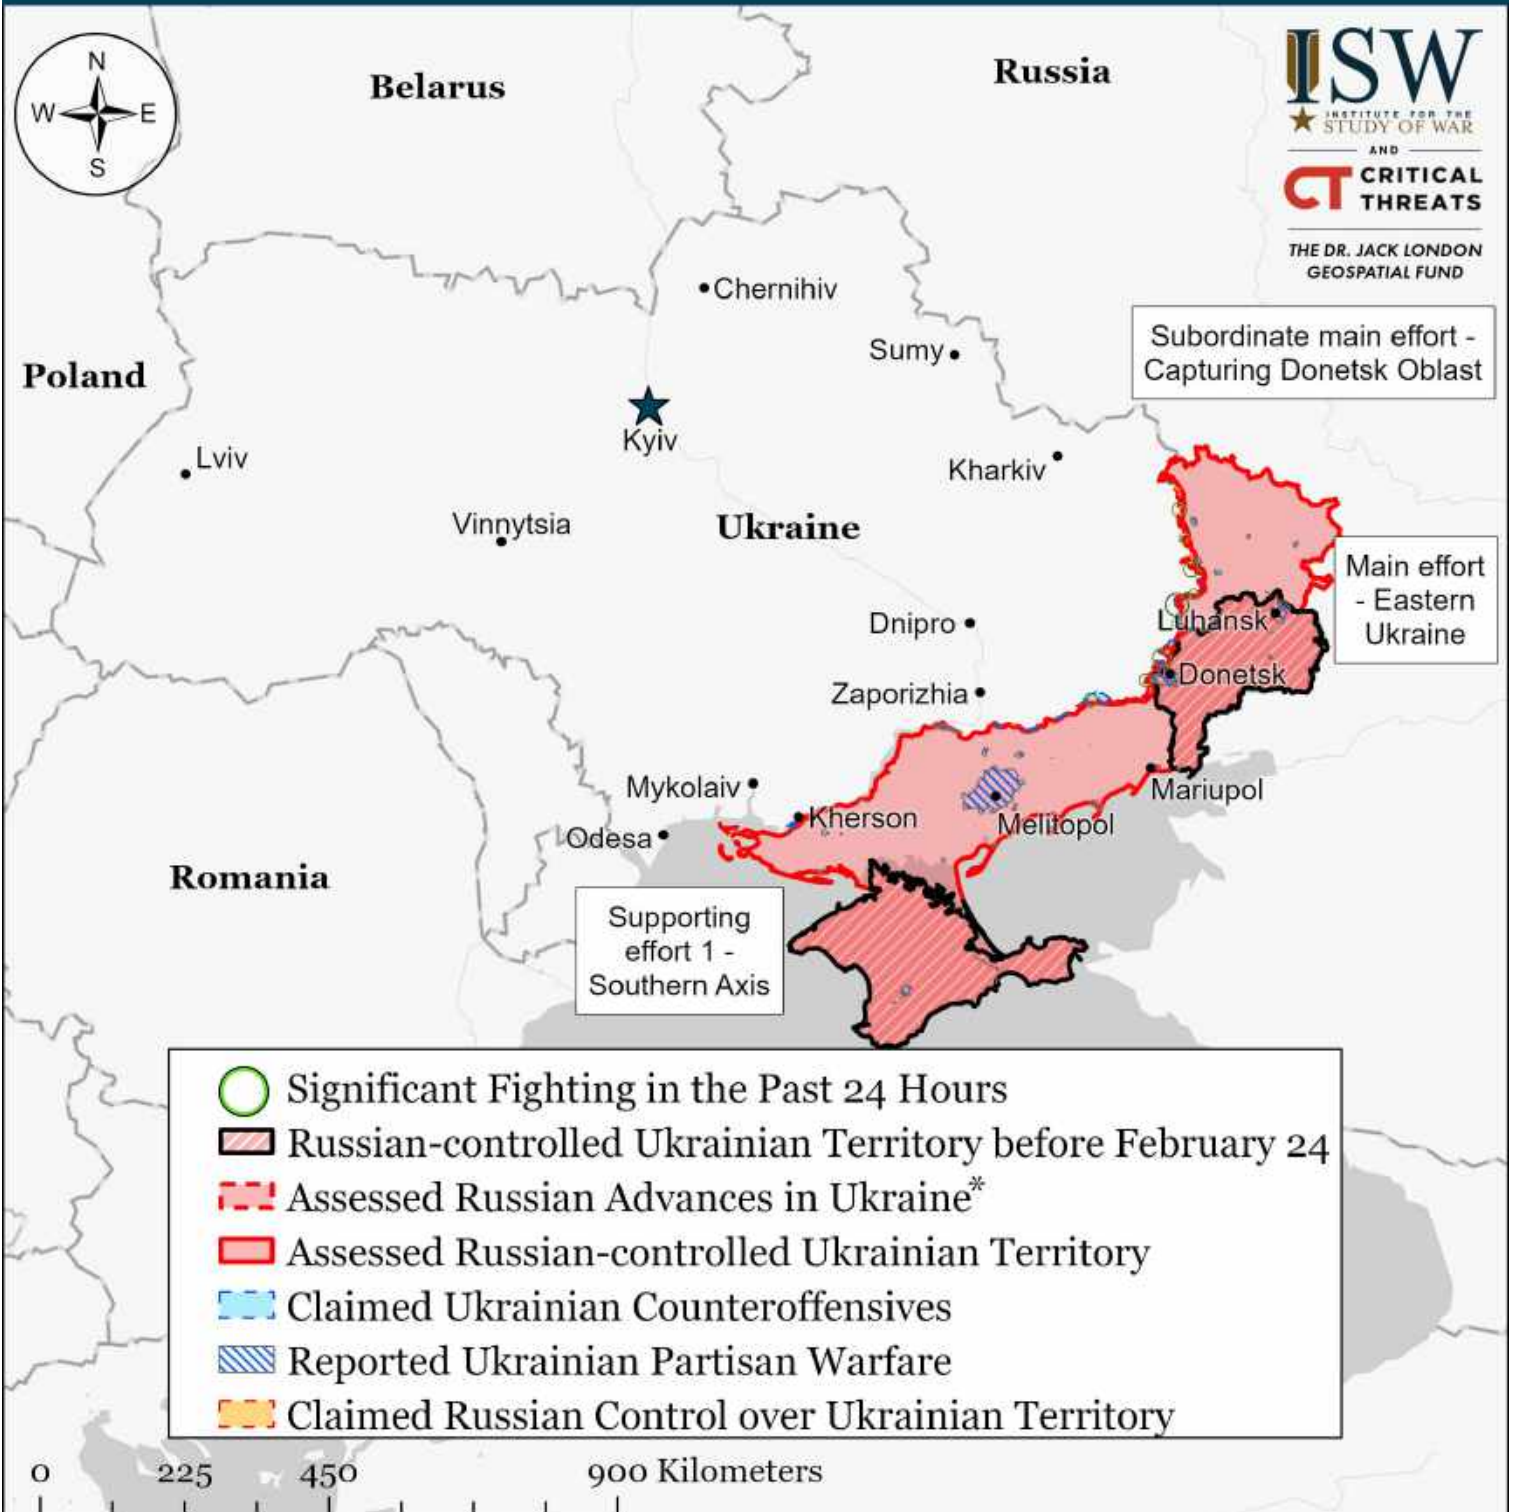 N
W E
S
Belarus
Russia
ISW
INSTITUTE FOR THE
STUDY OF WAR
AND
CT CRITICAL
THREATS
THE DR. JACK LONDON
GEOSPATIAL FUND
Chernihiv
Subordinate main effort -
Capturing Donetsk Oblast
Sumy
Poland
Kyiv
Lviv
Kharkiv
Vinnytsia
Ukraine
Main effort
- Eastern
Ukraine
Dnipro
Luhansk
Donetsk
Zaporizhia
Mykolaiv
Mariupol
Kherson
Melitopol
Odesa
Romania
Supporting
effort 1 -
Southern Axis
Significant Fighting in the Past 24 Hours
Russian-controlled Ukrainian Territory before February 24
Assessed Russian Advances in Ukraine*
Assessed Russian-controlled Ukrainian Territory
Claimed Ukrainian Counteroffensives
Reported Ukrainian Partisan Warfare
Claimed Russian Control over Ukrainian Territory
0 225 450 900 Kilometers